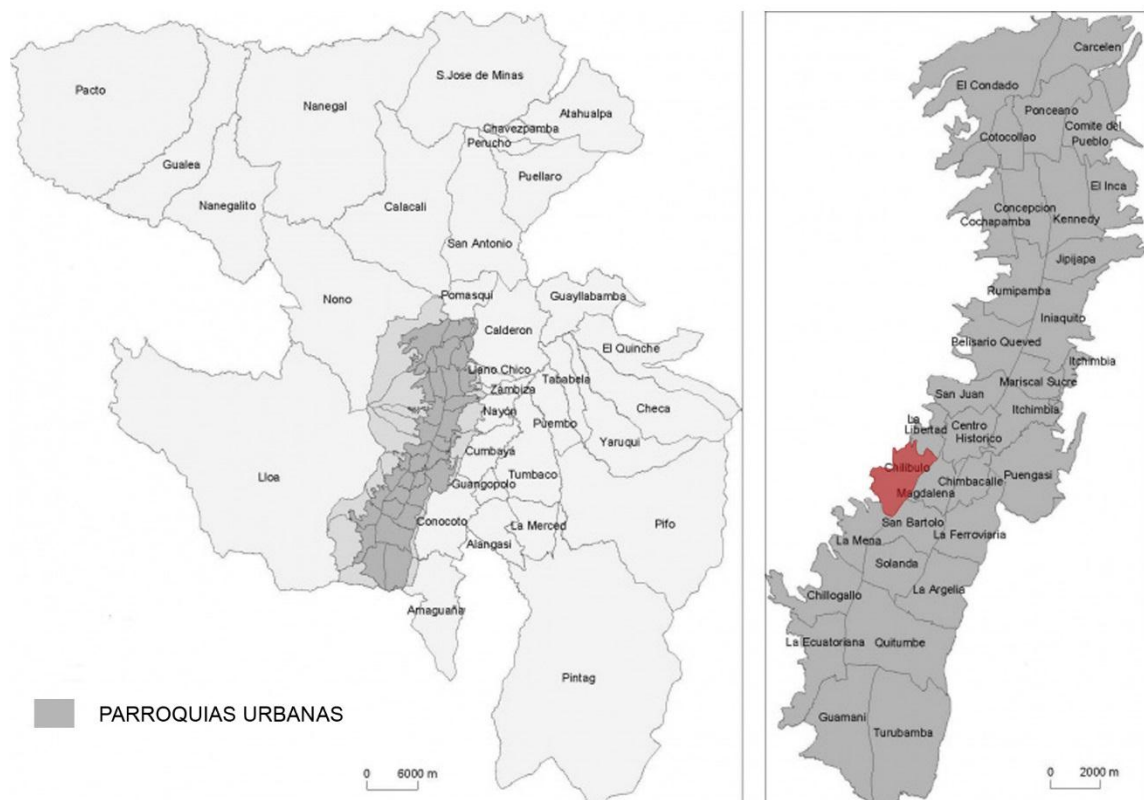 Pacto
Gualea
Nanegalito
Nanegal
S.Jose de Minas
Atahualpa
Chavezpamba
Perucho
Puellaro
Calacali
San Antonio
Nono
Pomasqui
Guayllabamba
Calderon
El Quinche
Llano Chico
Tababela
Zambiza
Checa
Nayon
Puembo
Yaruqui
Cumbaya
Lloa
Tumbaco
Guangopolo
Conocoto
La Merced
Pifo
Alangasi
Amaguaña
Pintag
PARROQUIAS URBANAS
0 6000 m
Carcelen
El Condado
Ponceano
Comite del
Pueblo
Cotocollao
El Inca
Concepcion
Kennedy
Cochapamba
Jipijapa
Rumipamba
Iniaquito
Belisario Queved
Itchimbia
Mariscal Sucre
San Juan
Itchimbia
La
Libertad
Centro
Historico
Chilibulo
Puengasi
Chimbacalle
Magdalena
San Bartolo
La Ferroviaria
La Mena
Solanda
La Argelia
Chillogallo
La Ecuatoriana
Quitumbe
Guamani
Turubamba
0 2000 m